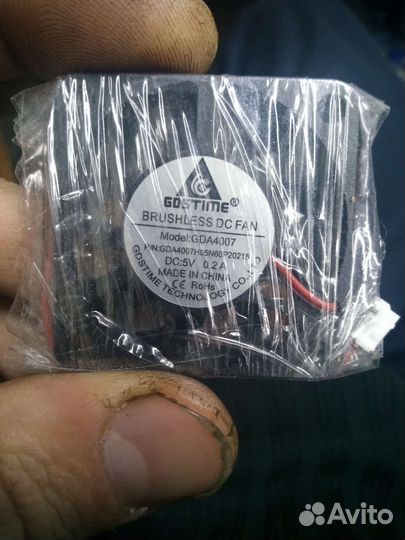 GDSTIME®
BRUSHLESS DC FAN
Model:GDA4007
DC:5V 0.2A
MADE IN CHINA
CE RoHs
GDSTIME TECHNOLOGY CO.,
Avito